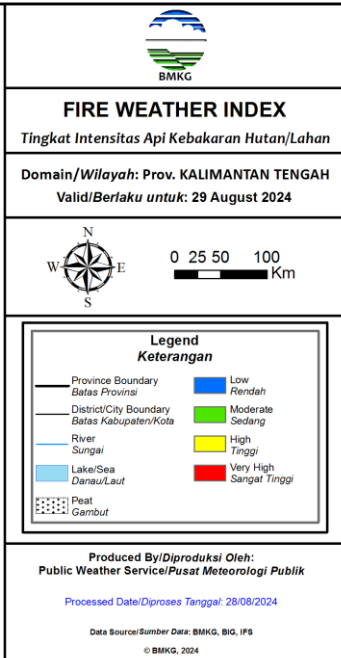 BMKG
FIRE WEATHER INDEX
Tingkat Intensitas Api Kebakaran Hutan/Lahan
Domain/Wilayah: Prov. KALIMANTAN TENGAH
Valid/Berlaku untuk: 29 August 2024
N
W E
S
0 25 50 100
Km
Legend
Keterangan
Province Boundary
Batas Provinsi
District/City Boundary
Batas Kabupaten/Kota
River
Sungai
Lake/Sea
Danau/Laut
Peat
Gambut
Low
Rendah
Moderate
Sedang
High
Tinggi
Very High
Sangat Tinggi
Produced By/Diproduksi Oleh:
Public Weather Service/Pusat Meteorologi Publik
Processed Date/Diproses Tanggal: 28/08/2024
Data Source/Sumber Data: BMKG, BIG, IFS
© BMKG, 2024